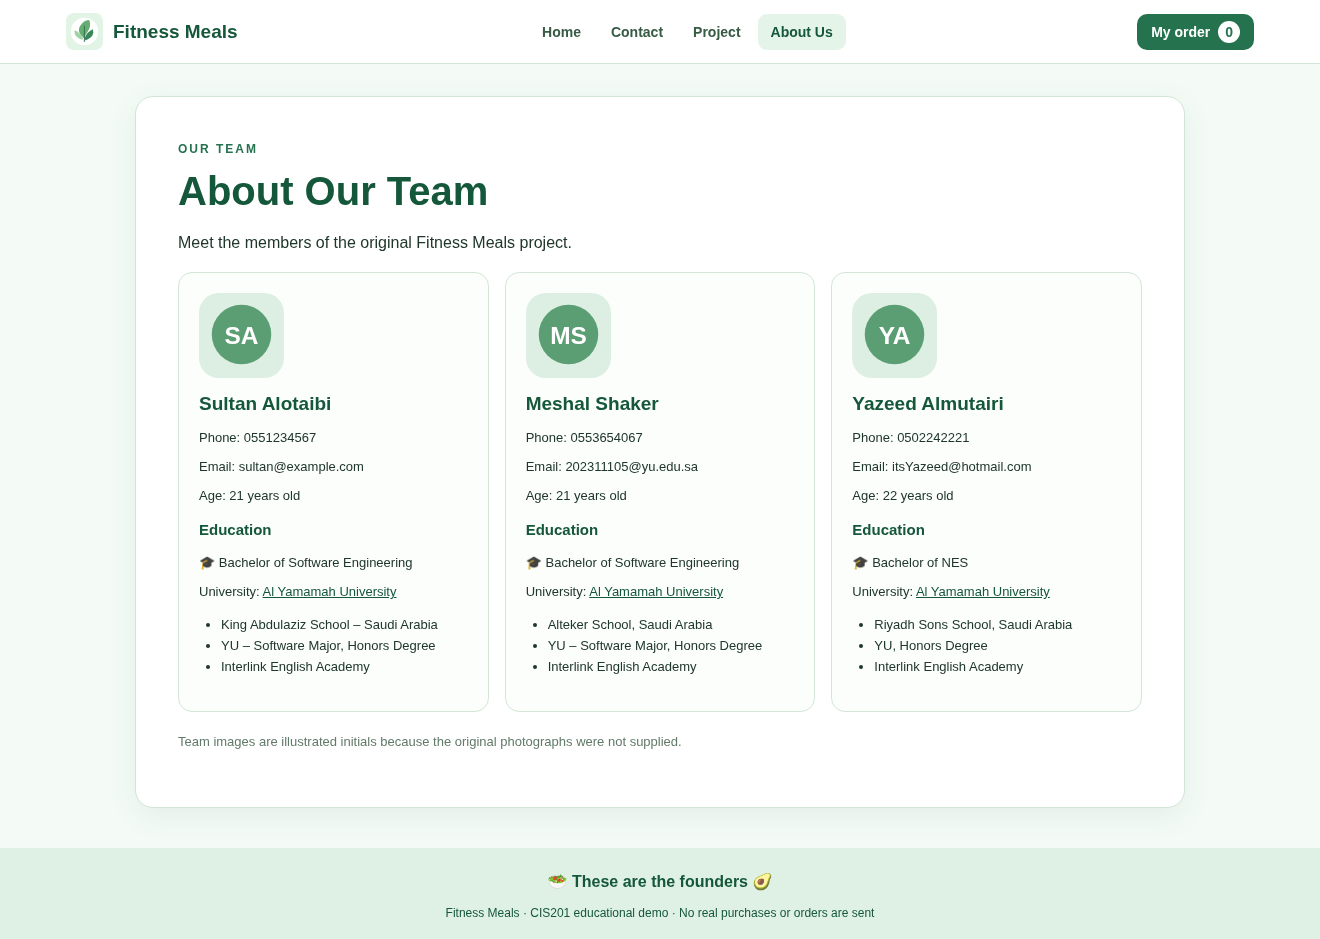 Fitness Meals
Home
Contact
Project
About Us
My order 0
OUR TEAM
About Our Team
Meet the members of the original Fitness Meals project.
SA
Sultan Alotaibi
Phone: 0551234567
Email: sultan@example.com
Age: 21 years old
Education
🎓 Bachelor of Software Engineering
University: Al Yamamah University
• King Abdulaziz School – Saudi Arabia
• YU – Software Major, Honors Degree
• Interlink English Academy
MS
Meshal Shaker
Phone: 0553654067
Email: 202311105@yu.edu.sa
Age: 21 years old
Education
🎓 Bachelor of Software Engineering
University: Al Yamamah University
• Alteker School, Saudi Arabia
• YU – Software Major, Honors Degree
• Interlink English Academy
YA
Yazeed Almutairi
Phone: 0502242221
Email: itsYazeed@hotmail.com
Age: 22 years old
Education
🎓 Bachelor of NES
University: Al Yamamah University
• Riyadh Sons School, Saudi Arabia
• YU, Honors Degree
• Interlink English Academy
Team images are illustrated initials because the original photographs were not supplied.
🥗 These are the founders 🥑
Fitness Meals · CIS201 educational demo · No real purchases or orders are sent